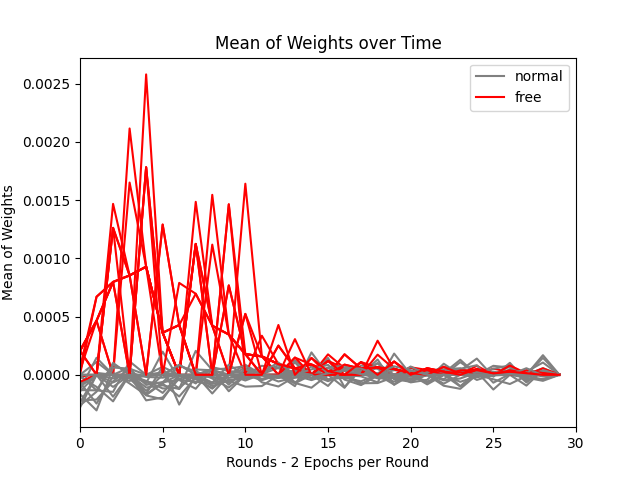 Mean of Weights over Time
normal
free
0.0025
0.0020
0.0015
0.0010
0.0005
0.0000
Mean of Weights
0 5 10 15 20 25 30
Rounds - 2 Epochs per Round